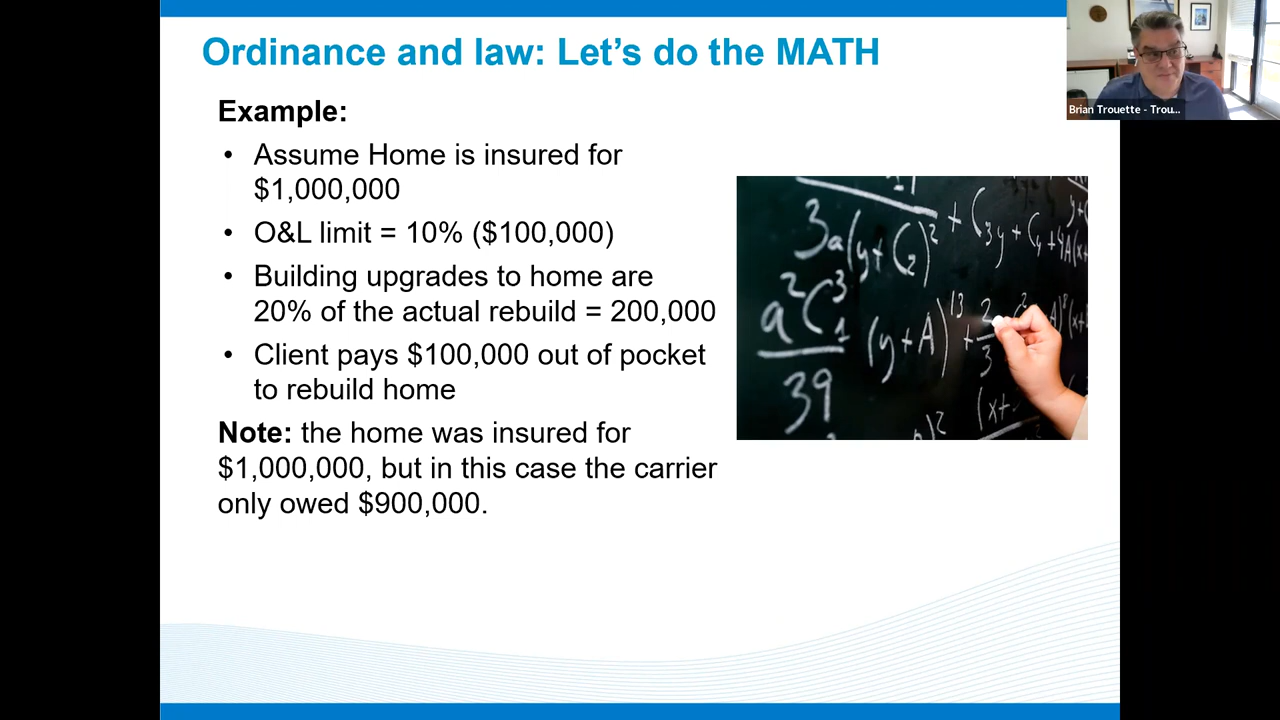 Ordinance and law: Let's do the MATH
Brian Trouette - Trou...
Example:
• Assume Home is insured for
$1,000,000
• O&L limit = 10% ($100,000)
• Building upgrades to home are
20% of the actual rebuild = 200,000
• Client pays $100,000 out of pocket
to rebuild home
Note: the home was insured for
$1,000,000, but in this case the carrier
only owed $900,000.